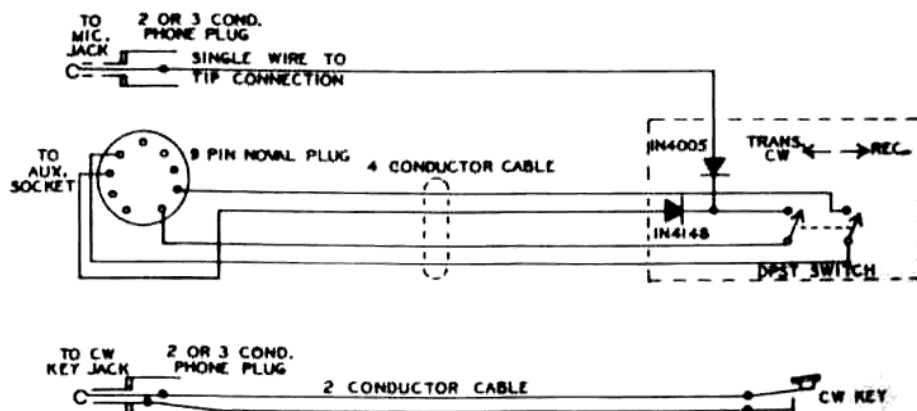 TO
MIC.
JACK
2 OR 3 COND.
PHONE PLUG
SINGLE WIRE TO
TIP CONNECTION
TO
AUX.
SOCKET
9 PIN NOVAL PLUG
4 CONDUCTOR CABLE
IN4005
TRANS.
CW
REC.
IN4148
DPST SWITCH
TO CW
KEY JACK
2 OR 3 COND.
PHONE PLUG
2 CONDUCTOR CABLE
CW KEY